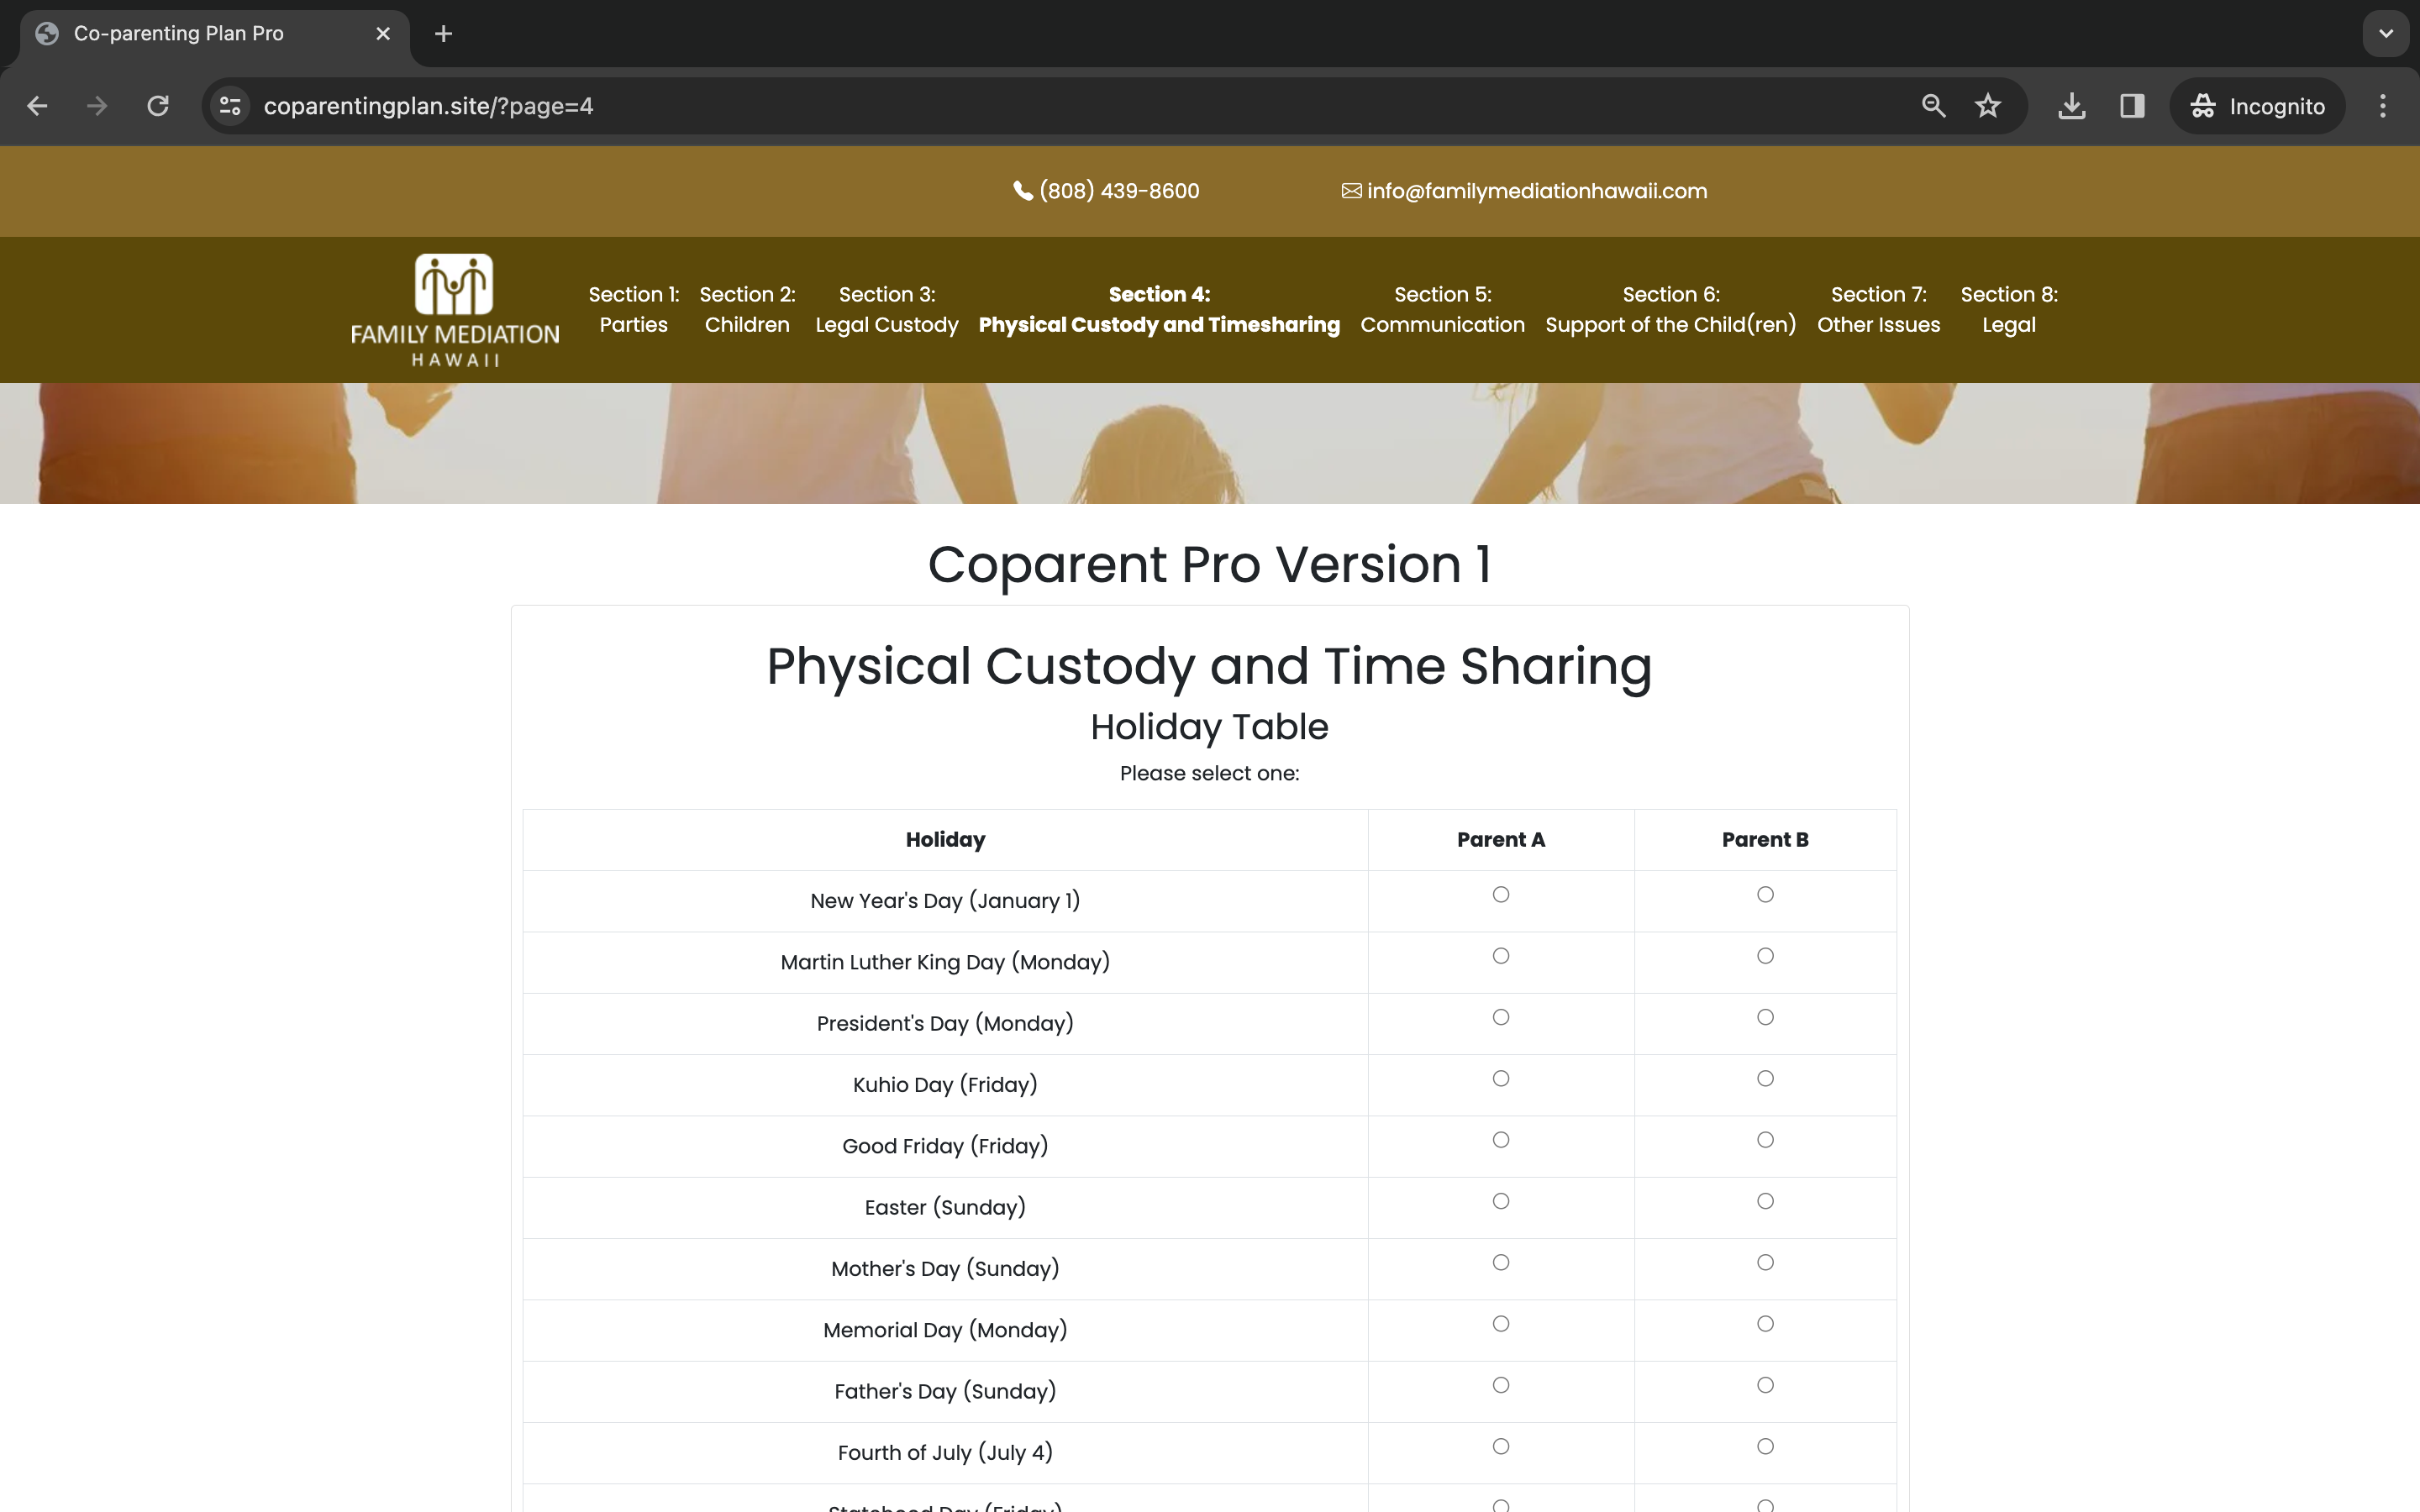 Co-parenting Plan Pro
coparentingplan.site/?page=4
Incognito
(808) 439-8600
info@familymediationhawaii.com
FAMILY MEDIATION
HAWAII
Section 1:
Parties
Section 2:
Children
Section 3:
Legal Custody
Section 4:
Physical Custody and Timesharing
Section 5:
Communication
Section 6:
Support of the Child(ren)
Section 7:
Other Issues
Section 8:
Legal
Coparent Pro Version 1
Physical Custody and Time Sharing
Holiday Table
Please select one:
Holiday Parent A Parent B
New Year's Day (January 1)
Martin Luther King Day (Monday)
President's Day (Monday)
Kuhio Day (Friday)
Good Friday (Friday)
Easter (Sunday)
Mother's Day (Sunday)
Memorial Day (Monday)
Father's Day (Sunday)
Fourth of July (July 4)
Statehood Day (Friday)